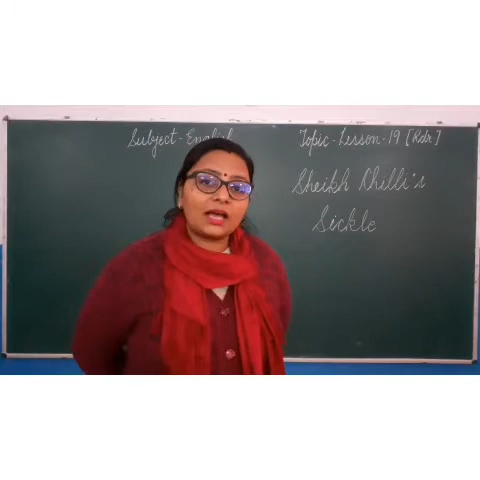 Subject - English
Topic - Lesson - 19 [Rdr]
Sheikh Chilli's
Sickle